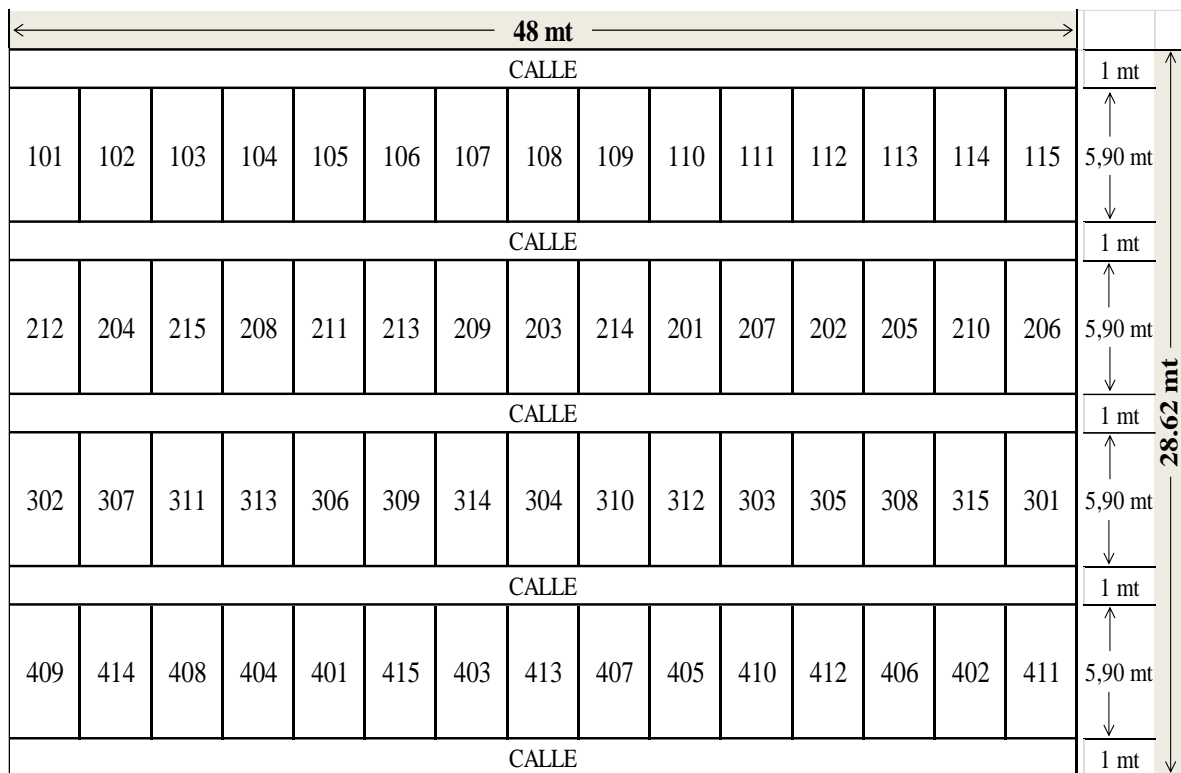 48 mt
CALLE 1 mt
101 102 103 104 105 106 107 108 109 110 111 112 113 114 115 5,90 mt
CALLE 1 mt
212 204 215 208 211 213 209 203 214 201 207 202 205 210 206 5,90 mt
CALLE 1 mt
28.62 mt
302 307 311 313 306 309 314 304 310 312 303 305 308 315 301 5,90 mt
CALLE 1 mt
409 414 408 404 401 415 403 413 407 405 410 412 406 402 411 5,90 mt
CALLE 1 mt